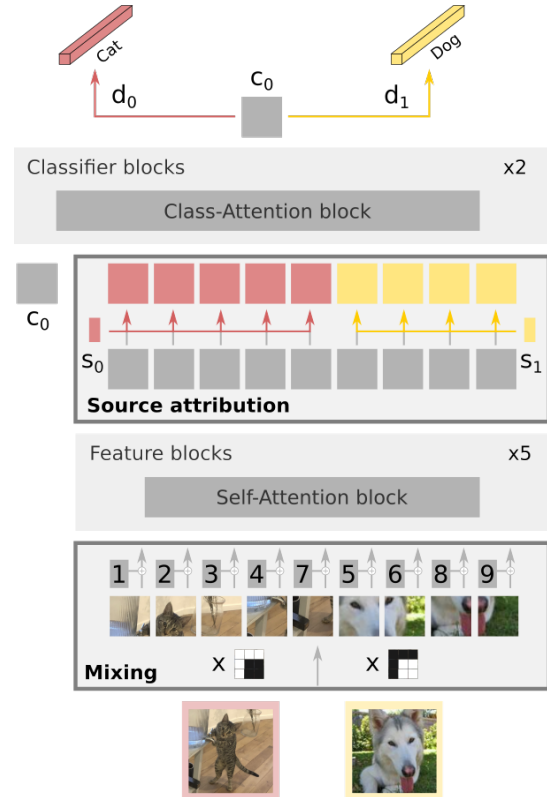 Cat
Dog
c0
d0
d1
Classifier blocks x2
Class-Attention block
c0
s0
s1
Source attribution
Feature blocks x5
Self-Attention block
1 2 3 4 7 5 6 8 9
x x
Mixing